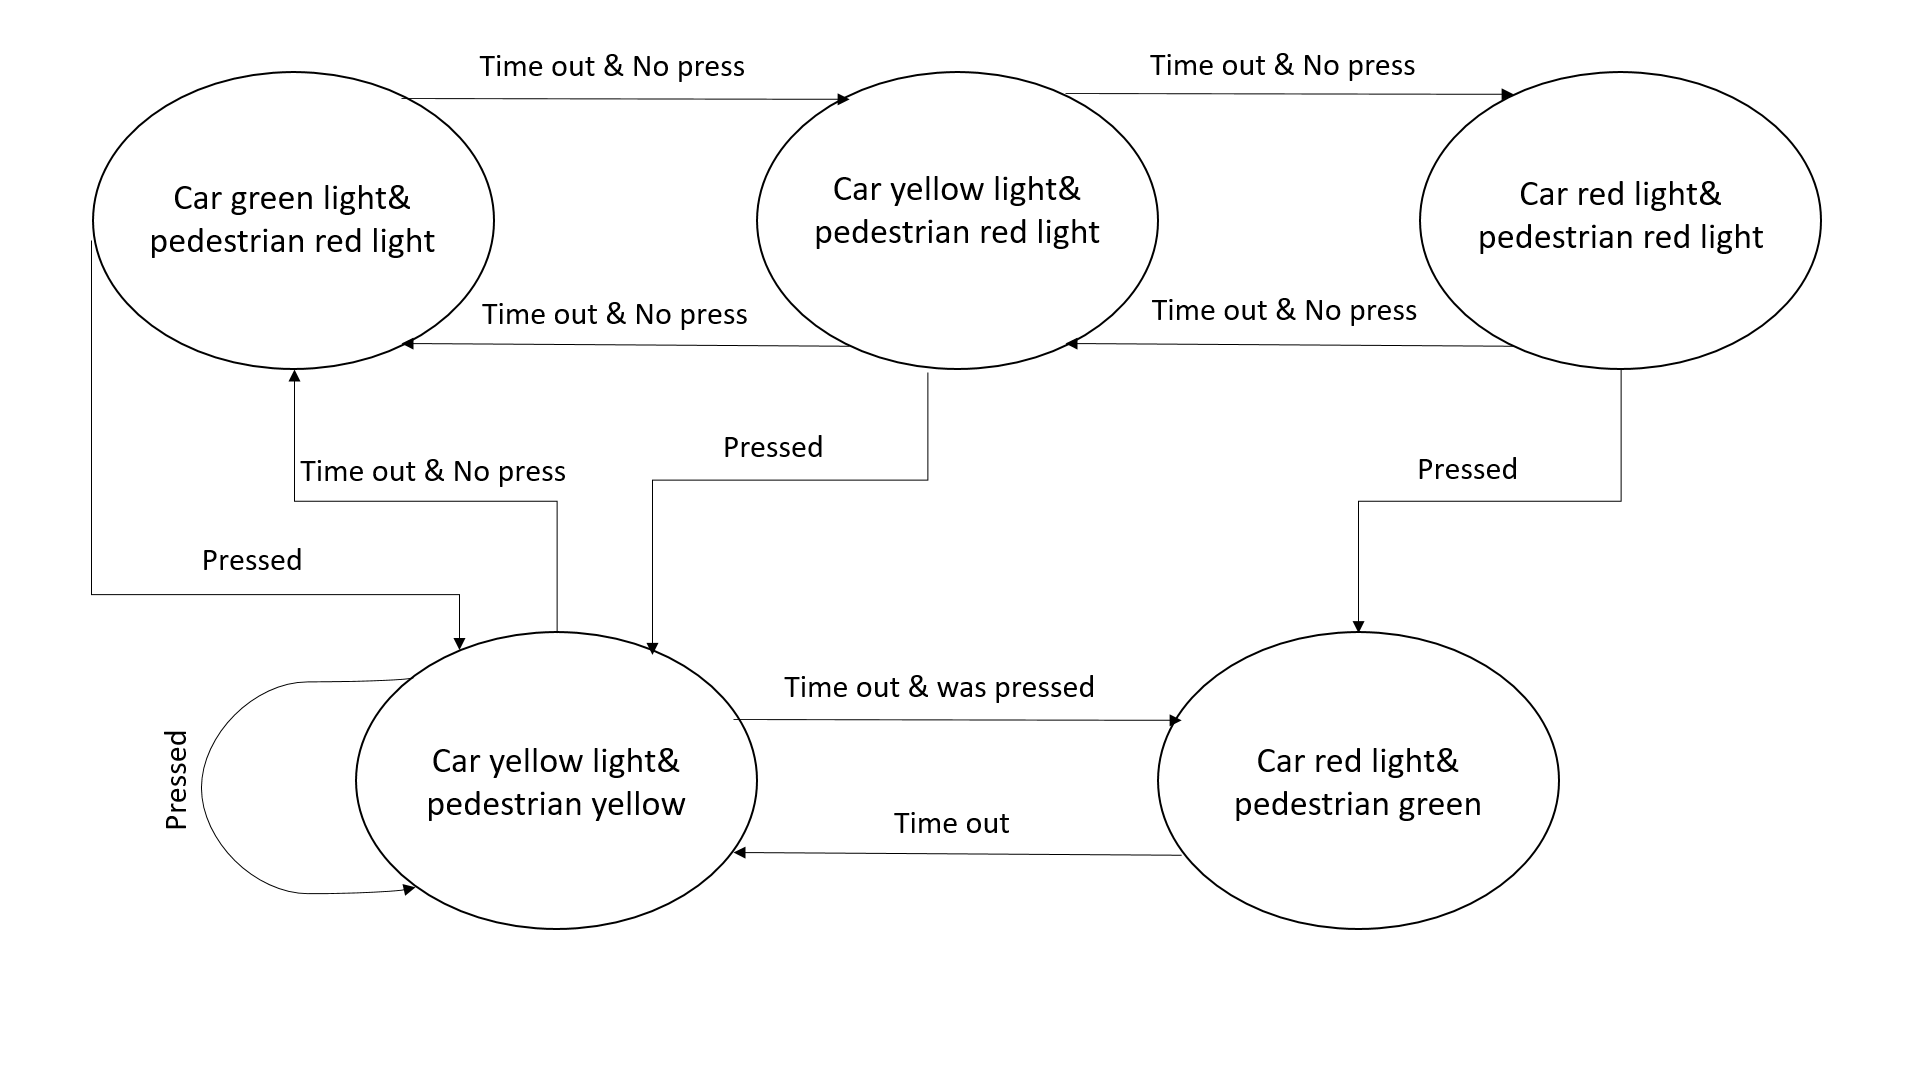 Time out & No press
Time out & No press
Car green light&
pedestrian red light
Car yellow light&
pedestrian red light
Car red light&
pedestrian red light
Time out & No press
Time out & No press
Pressed
Time out & No press
Pressed
Pressed
Time out & was pressed
Pressed
Car yellow light&
pedestrian yellow
Car red light&
pedestrian green
Time out